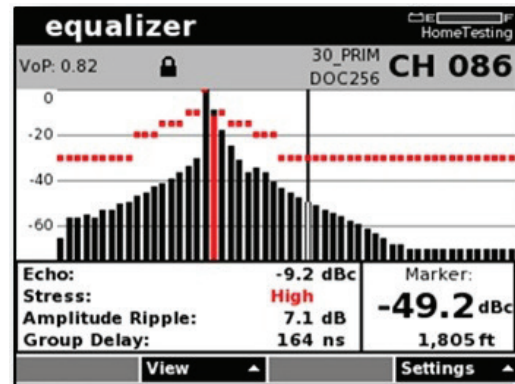 equalizer
E F
HomeTesting
VoP: 0.82
30_PRIM
DOC256
CH 086
0
-20
-40
-60
Echo: -9.2 dBc
Stress: High
Amplitude Ripple: 7.1 dB
Group Delay: 164 ns
Marker:
-49.2 dBc
1,805 ft
View
Settings